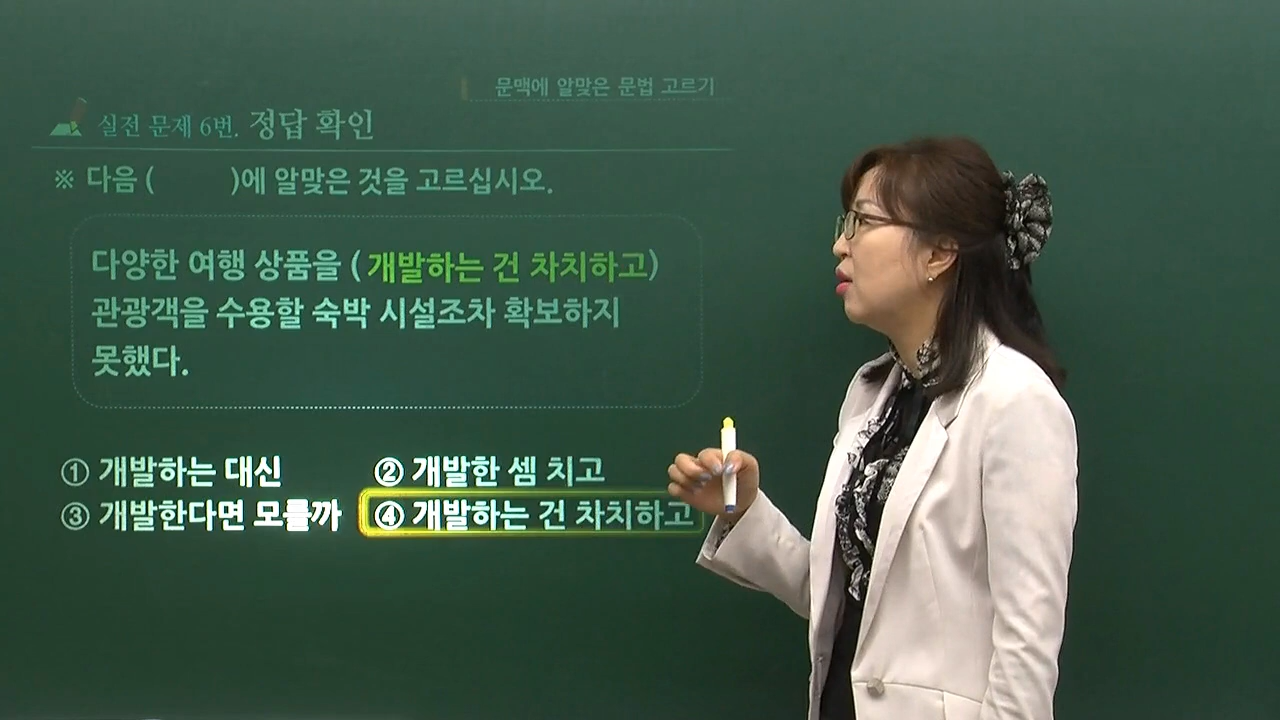 문맥에 알맞은 문법 고르기
실전 문제 6번. 정답 확인
※ 다음 (          )에 알맞은 것을 고르십시오.
다양한 여행 상품을 (개발하는 건 차치하고)
관광객을 수용할 숙박 시설조차 확보하지
못했다.
① 개발하는 대신 ② 개발한 셈 치고
③ 개발한다면 모를까 ④ 개발하는 건 차치하고